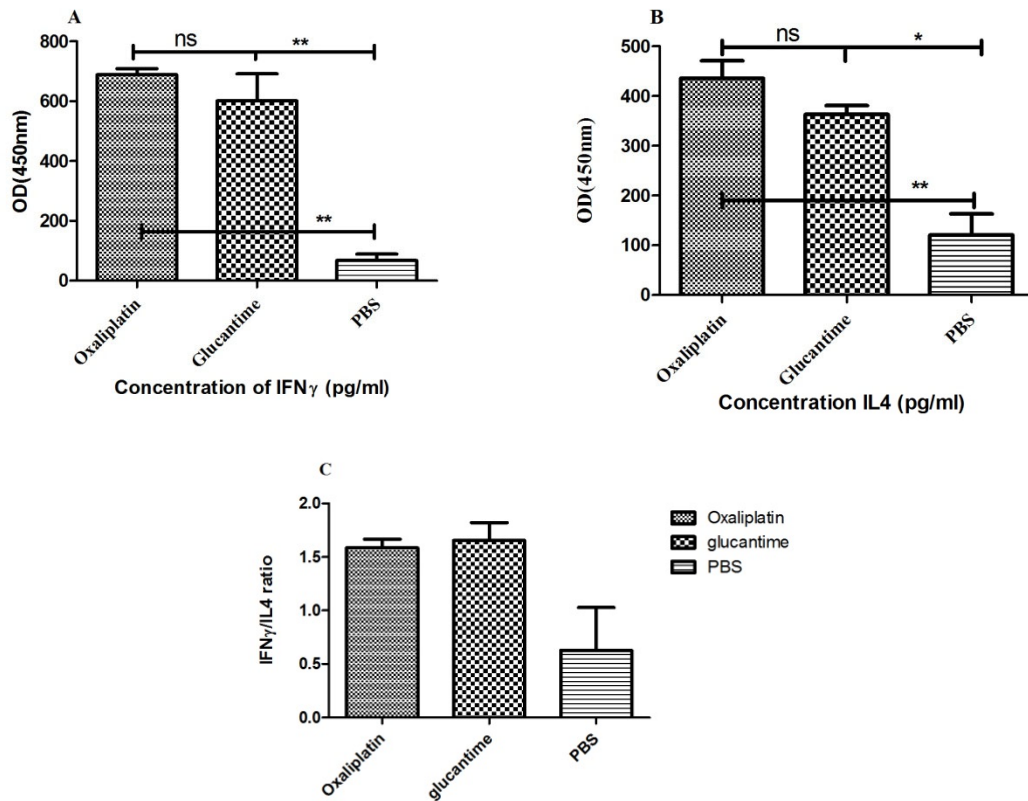 A
800
600
400
200
0
OD(450nm)
ns
**
**
Oxaliplatin
Glucantime
PBS
Concentration of IFNγ (pg/ml)
B
500
400
300
200
100
0
OD(450nm)
ns
*
**
Oxaliplatin
Glucantime
PBS
Concentration IL4 (pg/ml)
C
2.0
1.5
1.0
0.5
0.0
IFNγ/IL4 ratio
Oxaliplatin
glucantime
PBS
Oxaliplatin
glucantime
PBS